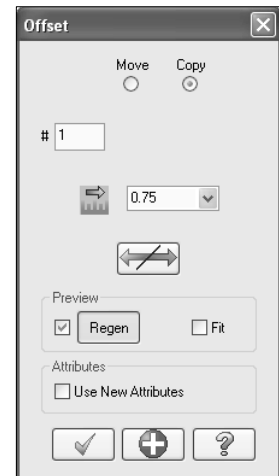 Offset
Move Copy
# 1
0.75
Preview
Regen Fit
Attributes
Use New Attributes